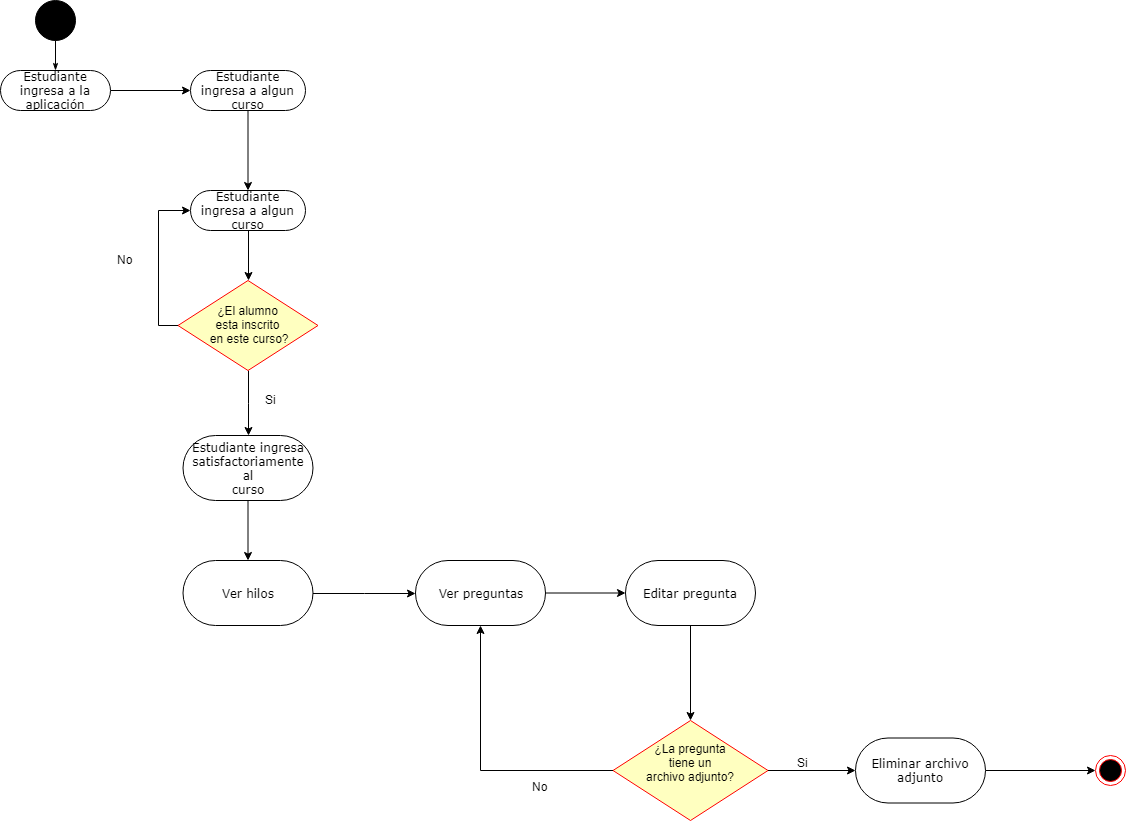 Estudiante
ingresa a la
aplicación
Estudiante
ingresa a algun
curso
Estudiante
ingresa a algun
curso
No
¿El alumno
esta inscrito
en este curso?
Si
Estudiante ingresa
satisfactoriamente
al
curso
Ver hilos
Ver preguntas
Editar pregunta
¿La pregunta
tiene un
archivo adjunto?
No
Si
Eliminar archivo
adjunto